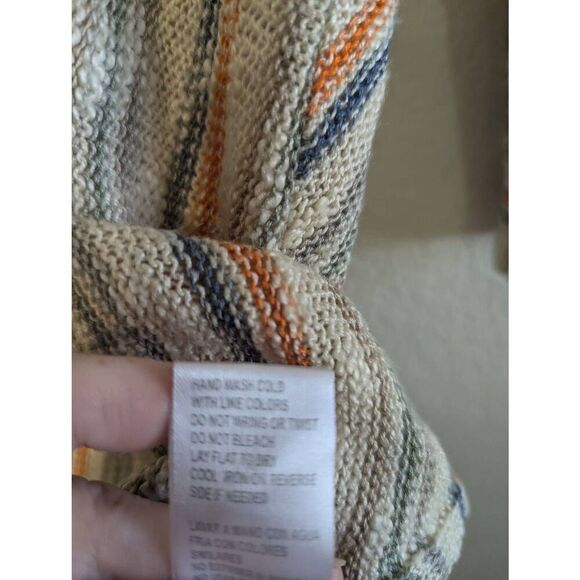 HAND WASH COLD
WITH LIKE COLORS
DO NOT WRING OR TWIST
DO NOT BLEACH
LAY FLAT TO DRY
COOL IRON ON REVERSE
SIDE IF NEEDED
LAVAR A MANO CON AGUA
FRIA CON COLORES
SIMILARES